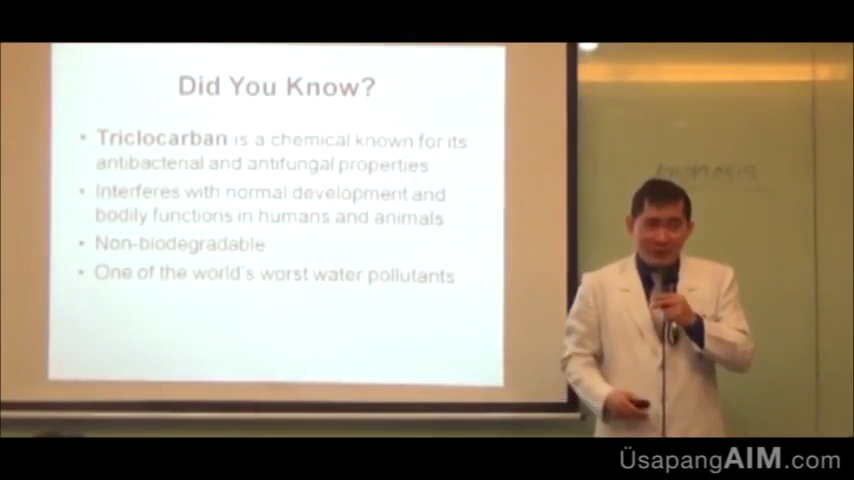 Did You Know?
• Triclocarban is a chemical known for its
antibacterial and antifungal properties
• Interferes with normal development and
bodily functions in humans and animals
• Non-biodegradable
• One of the world's worst water pollutants
ÜsapangAIM.com